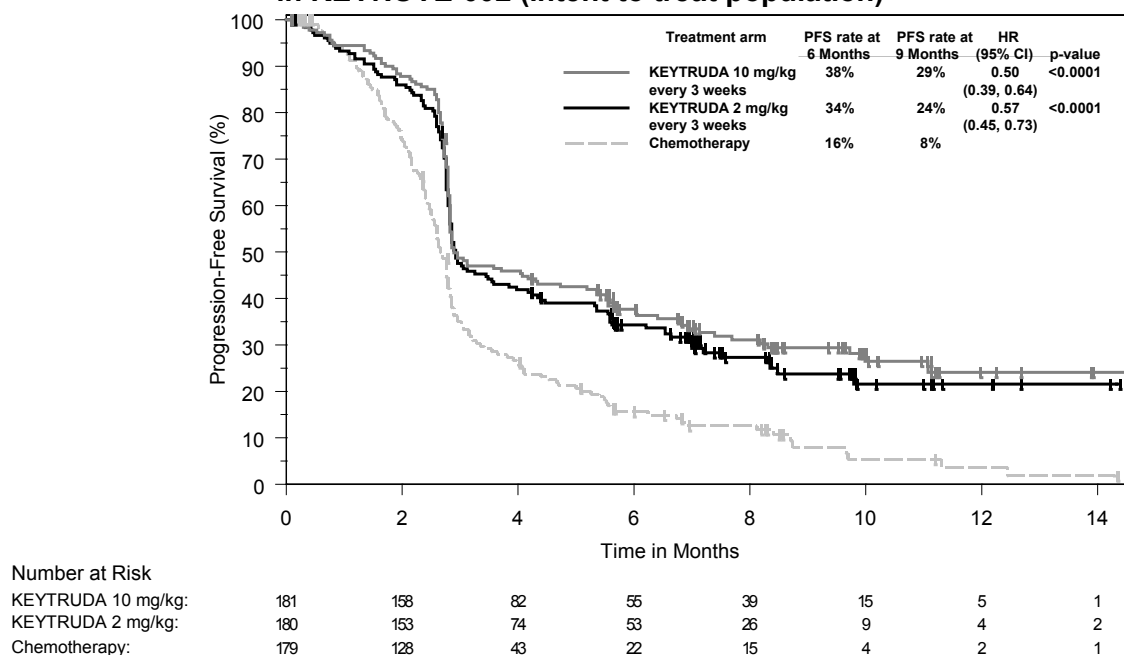 Treatment arm PFS rate at 6 Months PFS rate at 9 Months HR (95% CI) p-value
KEYTRUDA 10 mg/kg every 3 weeks 38% 29% 0.50 (0.39, 0.64) <0.0001
KEYTRUDA 2 mg/kg every 3 weeks 34% 24% 0.57 (0.45, 0.73) <0.0001
Chemotherapy 16% 8%
Progression-Free Survival (%)
100
90
80
70
60
50
40
30
20
10
0
0 2 4 6 8 10 12 14
Time in Months
Number at Risk
KEYTRUDA 10 mg/kg: 181 158 82 55 39 15 5 1
KEYTRUDA 2 mg/kg: 180 153 74 53 26 9 4 2
Chemotherapy: 179 128 43 22 15 4 2 1